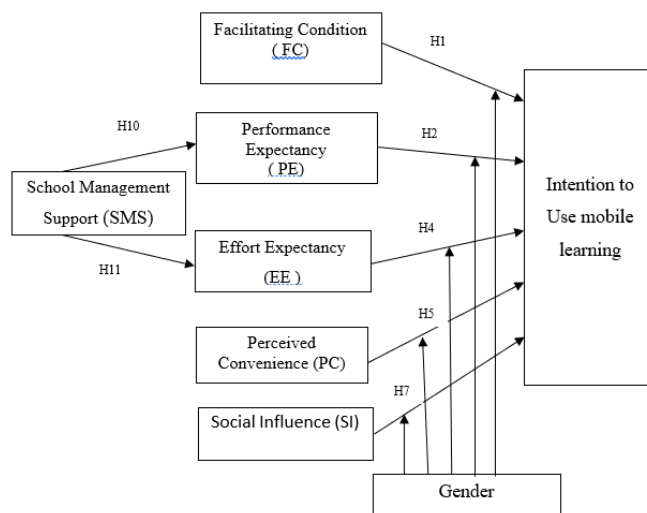 Facilitating Condition
( FC)
H1
H10
Performance
Expectancy
( PE)
H2
School Management
Support (SMS)
Intention to
Use mobile
learning
H11
Effort Expectancy
(EE )
H4
Perceived
Convenience (PC)
H5
Social Influence (SI)
H7
Gender